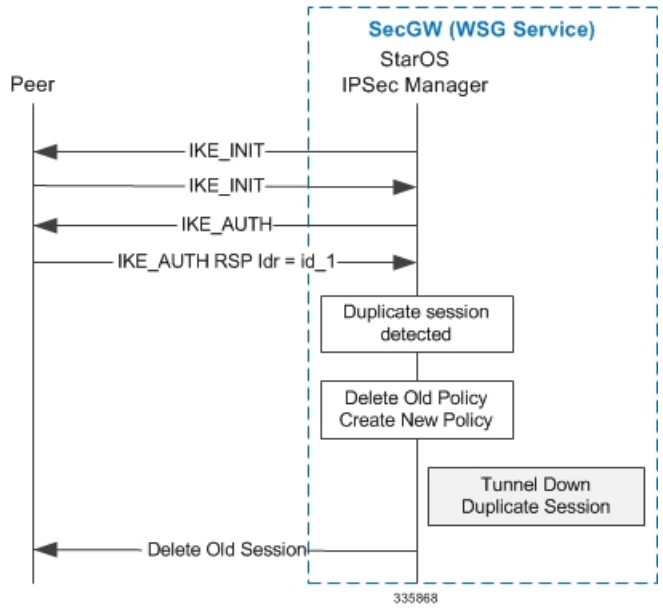 SecGW (WSG Service)
StarOS
Peer
IPSec Manager
IKE_INIT
IKE_INIT
IKE_AUTH
IKE_AUTH RSP Idr = id_1
Duplicate session
detected
Delete Old Policy
Create New Policy
Tunnel Down
Duplicate Session
Delete Old Session
335868